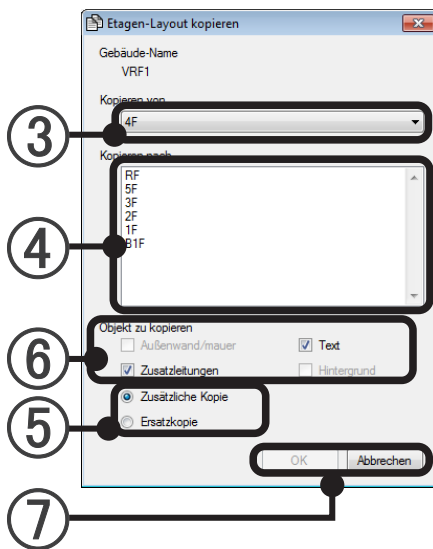 Etagen-Layout kopieren
Gebäude-Name
VRF1
Kopieren von
③ 4F
Kopieren nach
RF
5F
3F
④ 2F
1F
B1F
Objekt zu kopieren
Außenwand/mauer Text
⑥ Zusatzleitungen Hintergrund
Zusätzliche Kopie
⑤ Ersatzkopie
OK Abbrechen
⑦